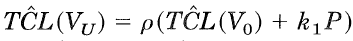 TĈL(V_U) = ρ(TĈL(V_0) + k_1P)